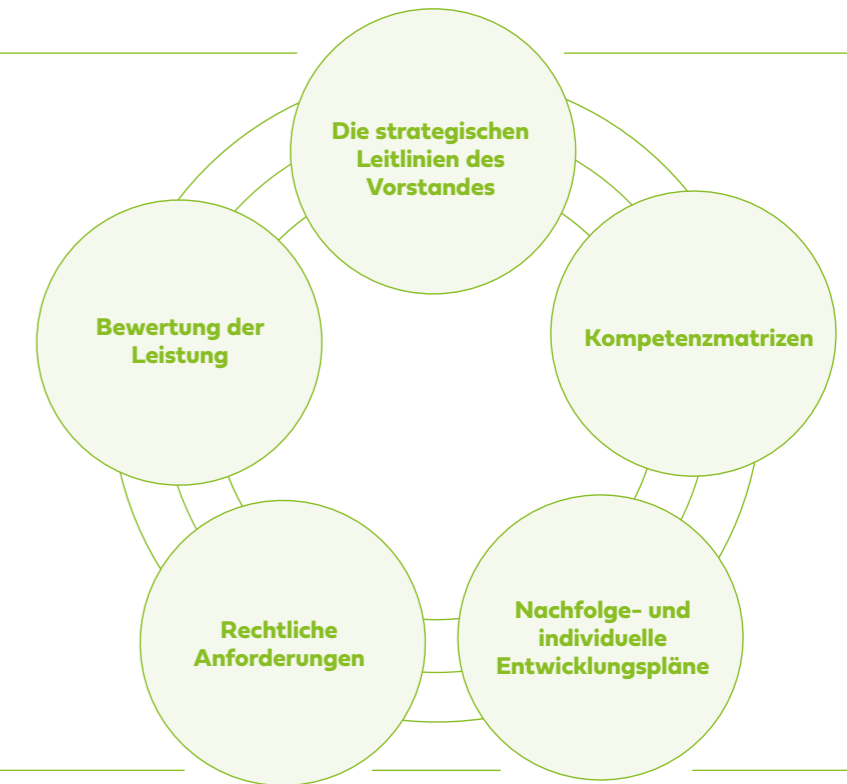 Die strategischen
Leitlinien des
Vorstandes
Kompetenzmatrizen
Nachfolge- und
individuelle
Entwicklungspläne
Rechtliche
Anforderungen
Bewertung der
Leistung